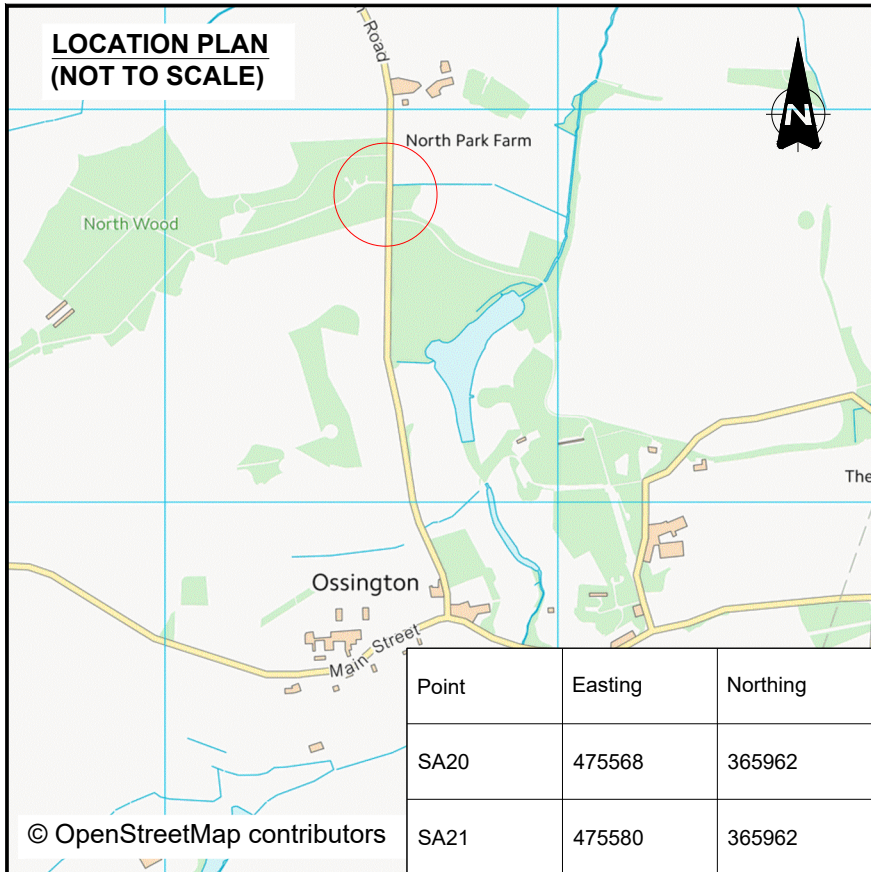 LOCATION PLAN
(NOT TO SCALE)
Road
N
North Park Farm
North Wood
The
Ossington
Main Street
Point Easting Northing
SA20 475568 365962
SA21 475580 365962
© OpenStreetMap contributors